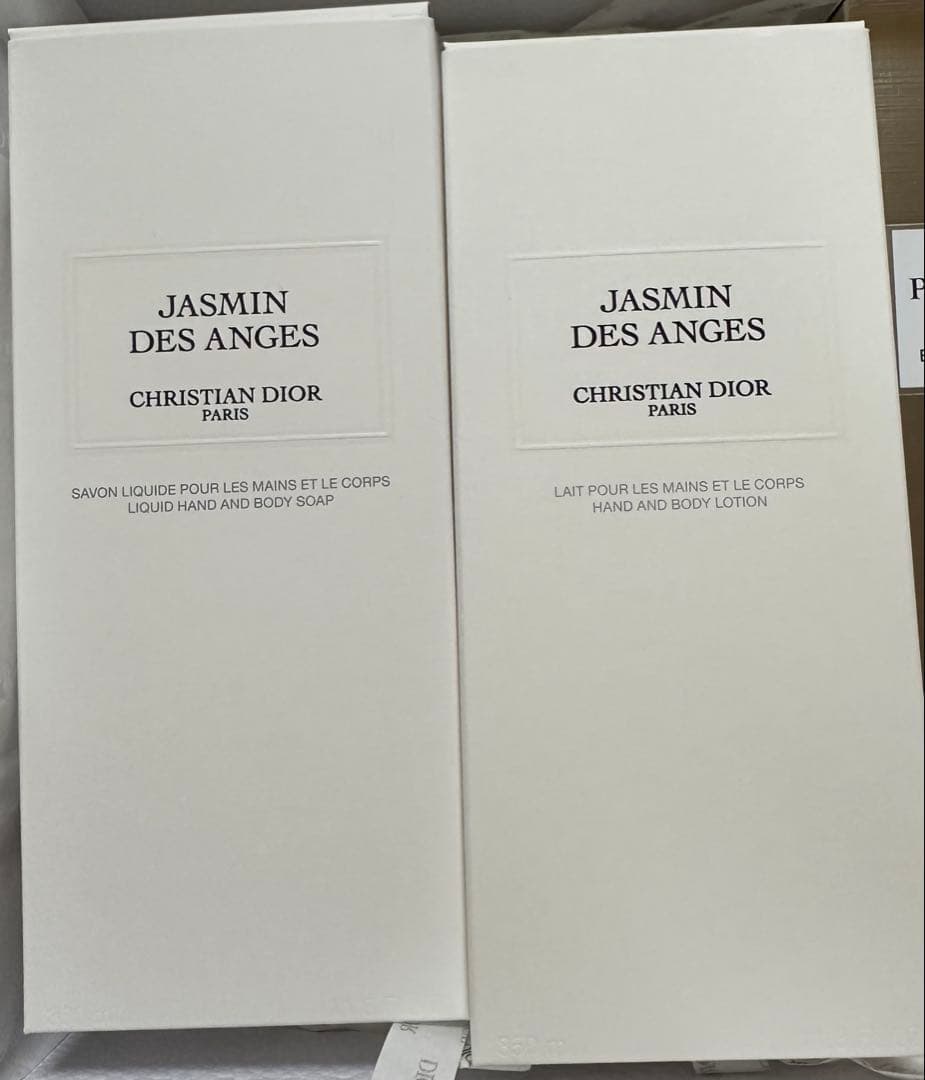 JASMIN
DES ANGES
CHRISTIAN DIOR
PARIS
SAVON LIQUIDE POUR LES MAINS ET LE CORPS
LIQUID HAND AND BODY SOAP
JASMIN
DES ANGES
CHRISTIAN DIOR
PARIS
LAIT POUR LES MAINS ET LE CORPS
HAND AND BODY LOTION